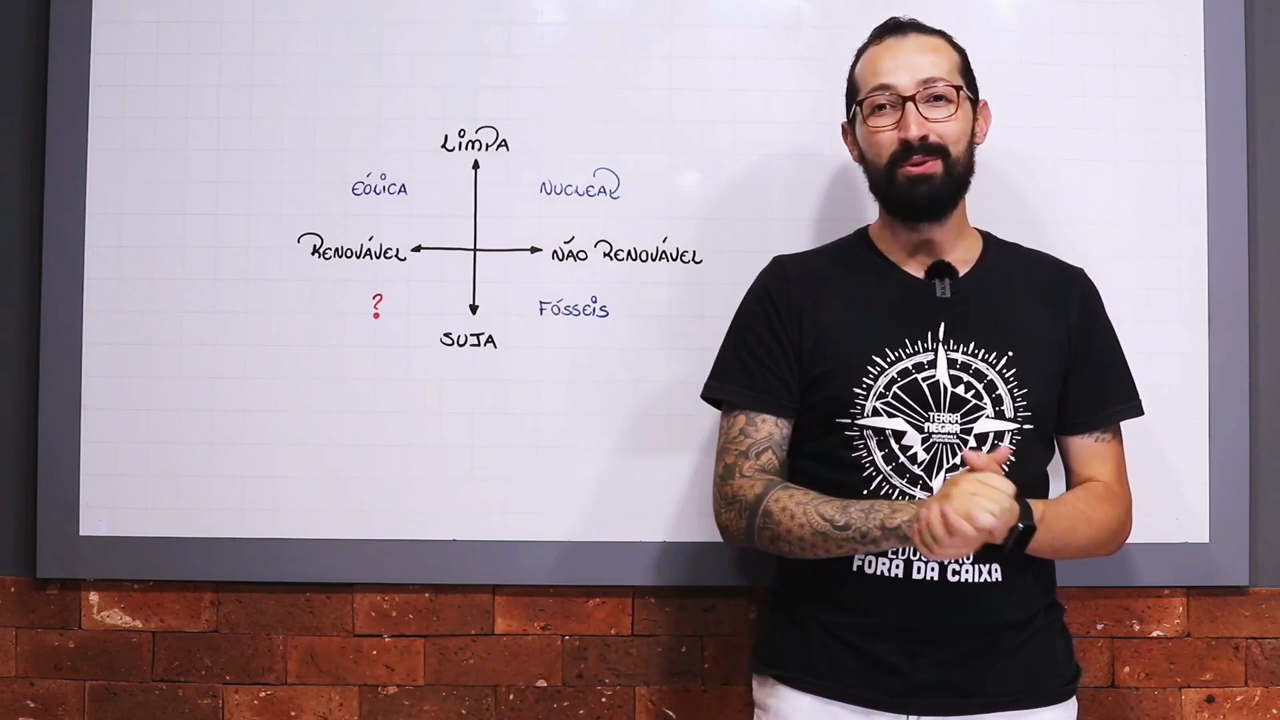 LIMPA
EÓLICA
NUCLEAR
RENOVÁVEL
NÃO RENOVÁVEL
?
FÓSSEIS
SUJA
TERRA
NEGRA
FORA DA CAIXA